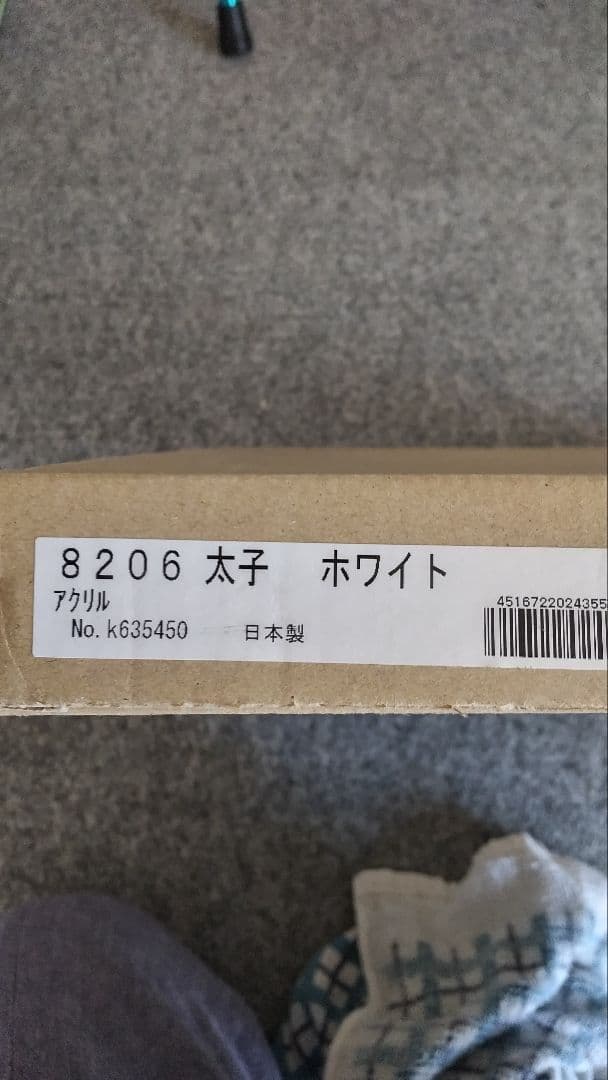 ８２０６ 太子　ホワイト
ｱｸﾘﾙ
No. k635450　日本製
4516722024355